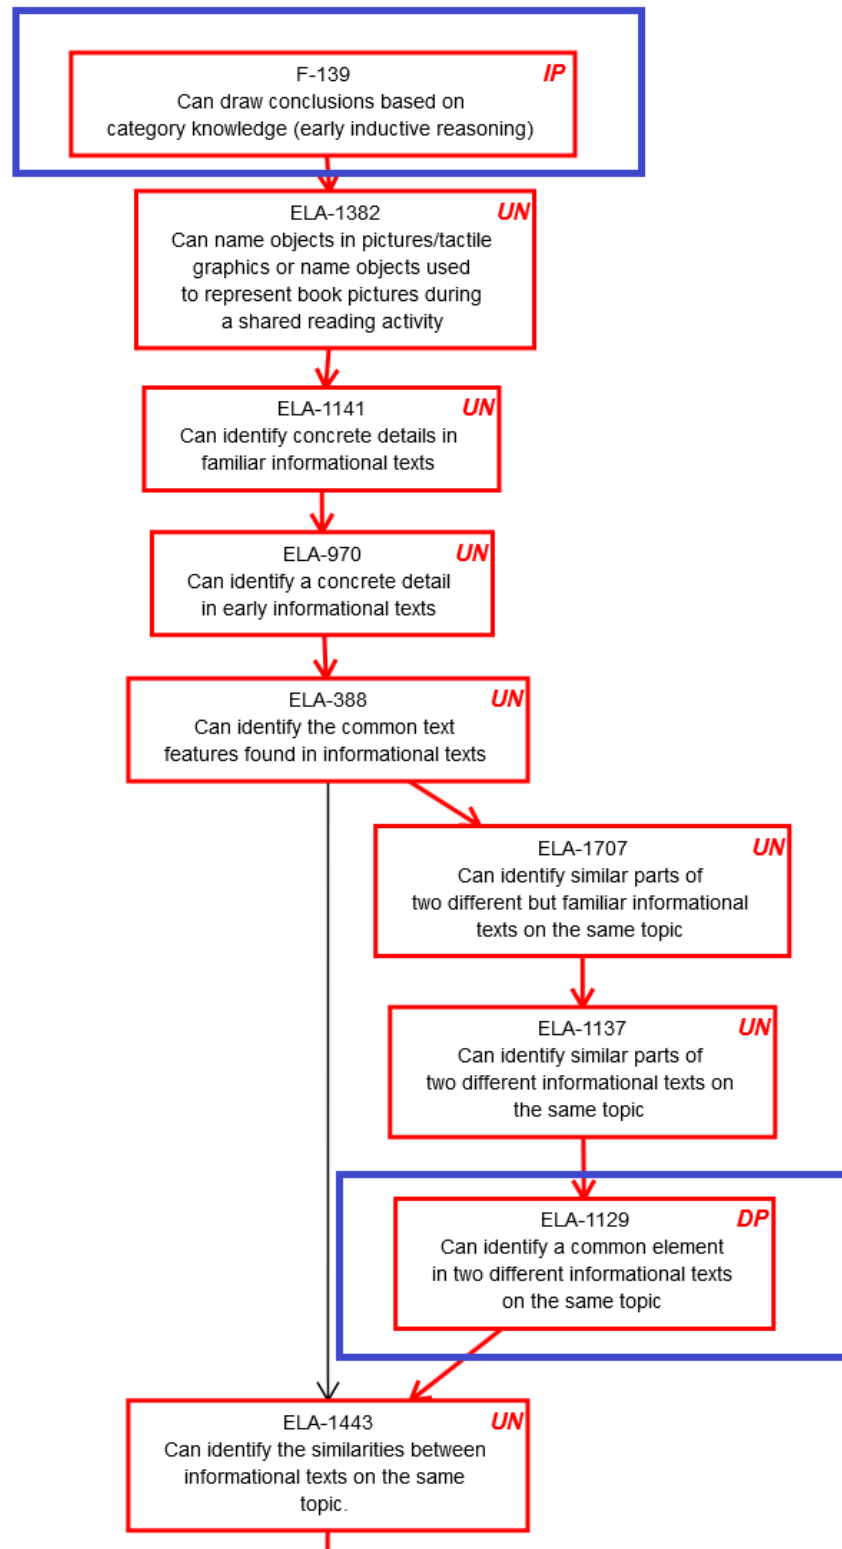 F-139
IP
Can draw conclusions based on
category knowledge (early inductive reasoning)
ELA-1382
UN
Can name objects in pictures/tactile
graphics or name objects used
to represent book pictures during
a shared reading activity
ELA-1141
UN
Can identify concrete details in
familiar informational texts
ELA-970
UN
Can identify a concrete detail
in early informational texts
ELA-388
UN
Can identify the common text
features found in informational texts
ELA-1707
UN
Can identify similar parts of
two different but familiar informational
texts on the same topic
ELA-1137
UN
Can identify similar parts of
two different informational texts on
the same topic
ELA-1129
DP
Can identify a common element
in two different informational texts
on the same topic
ELA-1443
UN
Can identify the similarities between
informational texts on the same
topic.